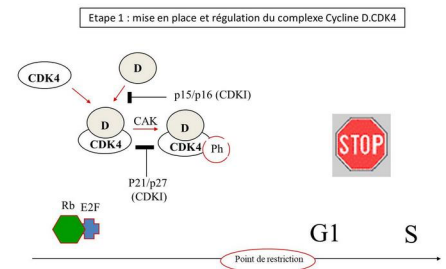 Etape 1 : mise en place et régulation du complexe Cycline D.CDK4
CDK4
D
p15/p16 (CDKI)
D
CDK4
CAK
D
CDK4
Ph
P21/p27
(CDKI)
STOP
Rb
E2F
G1
S
Point de restriction